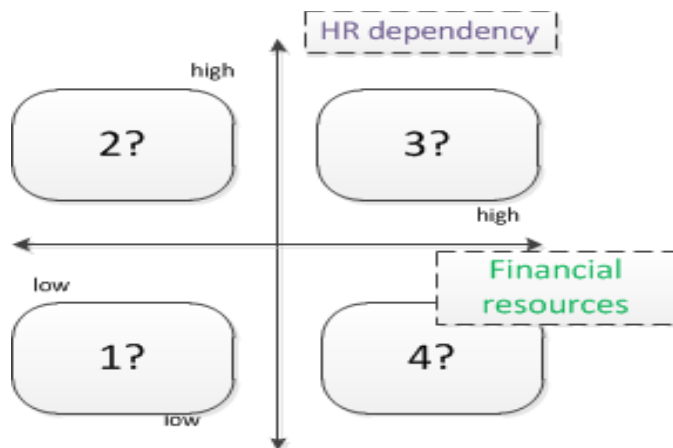 HR dependency
high
2?
3?
high
Financial
resources
low
1?
4?
low